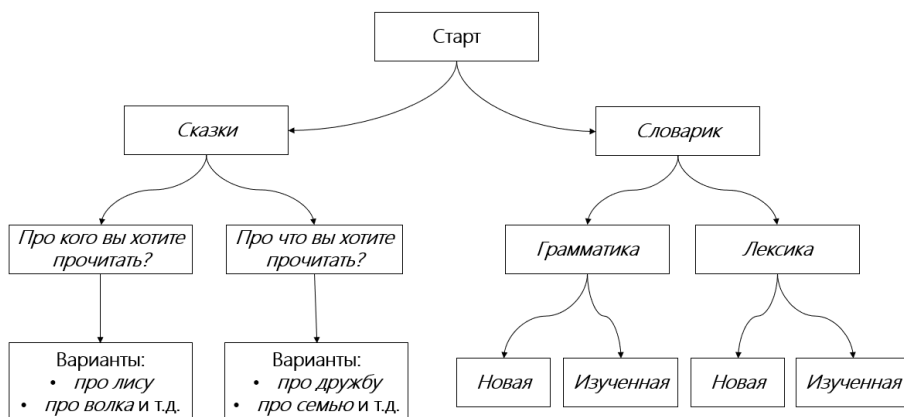 Старт
Сказки
Словарик
Про кого вы хотите
прочитать?
Про что вы хотите
прочитать?
Грамматика
Лексика
Варианты:
• про лису
• про волка и т.д.
Варианты:
• про дружбу
• про семью и т.д.
Новая
Изученная
Новая
Изученная